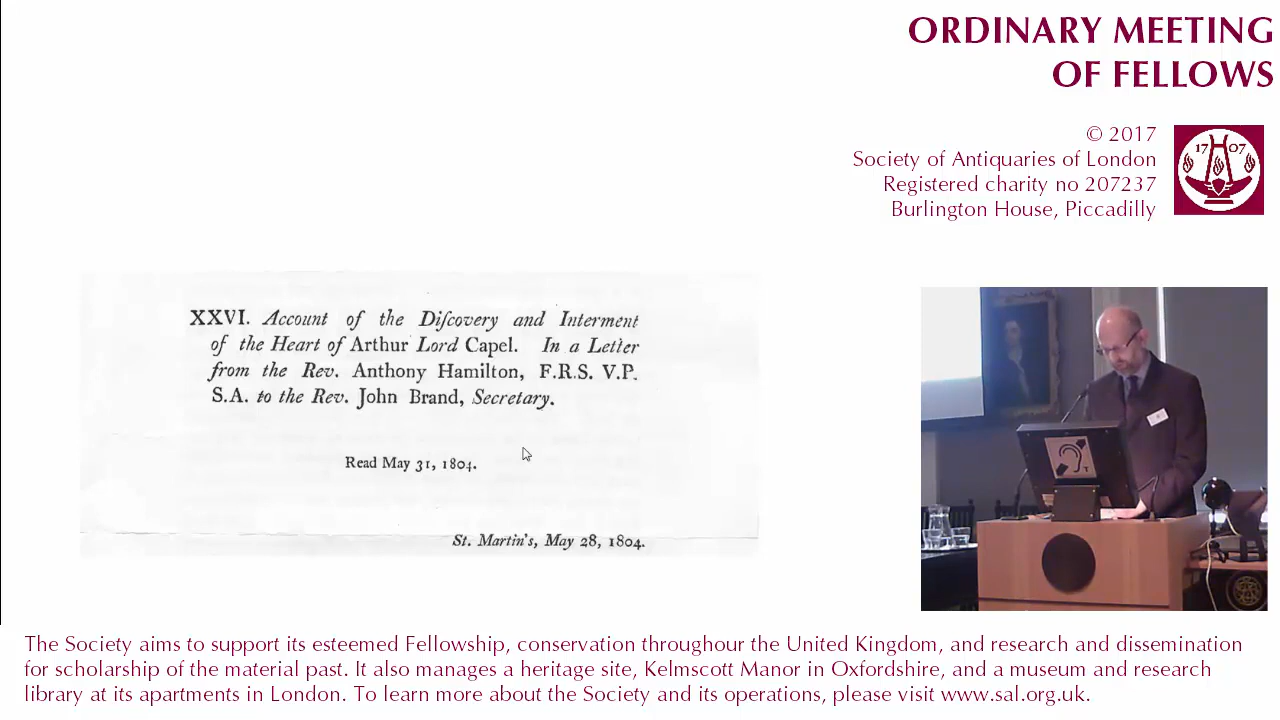 ORDINARY MEETING
OF FELLOWS
© 2017
Society of Antiquaries of London
Registered charity no 207237
Burlington House, Piccadilly
17 07
XXVI. Account of the Diſcovery and Interment
of the Heart of Arthur Lord Capel. In a Letter
from the Rev. Anthony Hamilton, F.R.S. V.P.
S.A. to the Rev. John Brand, Secretary.
Read May 31, 1804.
St. Martin's, May 28, 1804.
T
The Society aims to support its esteemed Fellowship, conservation throughour the United Kingdom, and research and dissemination
for scholarship of the material past. It also manages a heritage site, Kelmscott Manor in Oxfordshire, and a museum and research
library at its apartments in London. To learn more about the Society and its operations, please visit www.sal.org.uk.